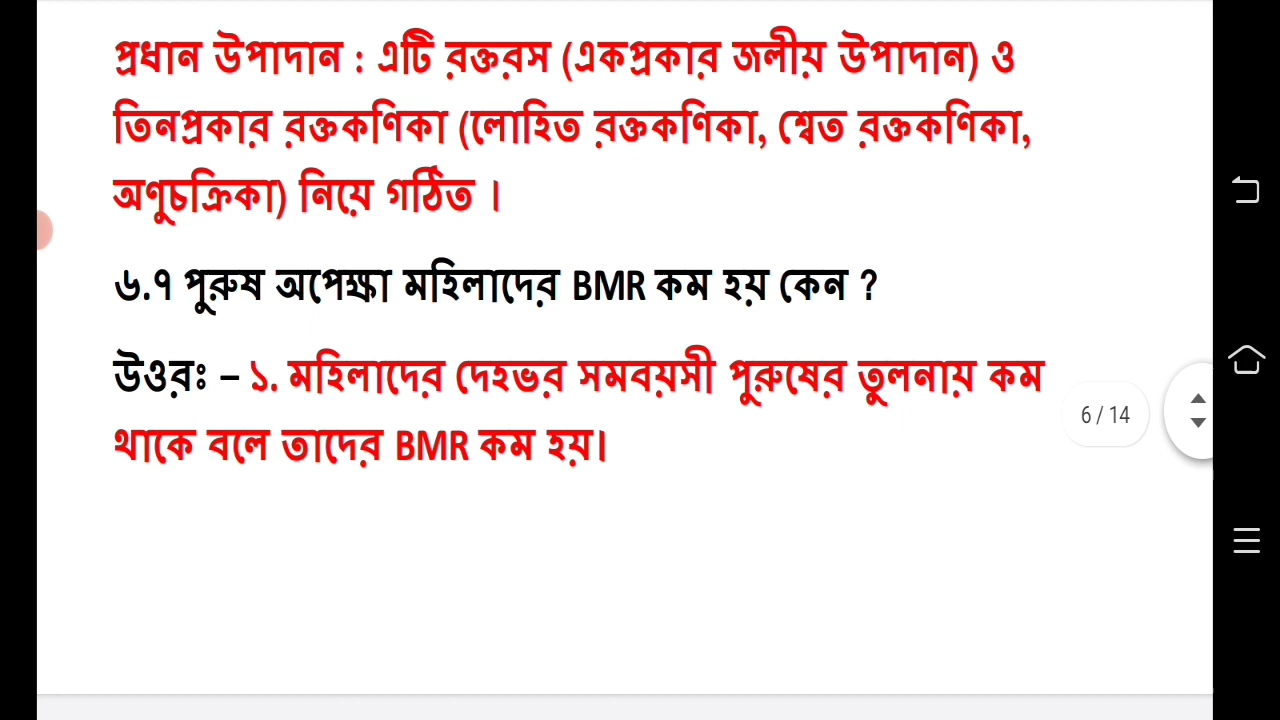 প্রধান উপাদান : এটি রক্তরস (একপ্রকার জলীয় উপাদান) ও
তিনপ্রকার রক্তকণিকা (লোহিত রক্তকণিকা, শ্বেত রক্তকণিকা,
অণুচক্রিকা) নিয়ে গঠিত ।
৬.৭ পুরুষ অপেক্ষা মহিলাদের BMR কম হয় কেন ?
উওরঃ – ১. মহিলাদের দেহভর সমবয়সী পুরুষের তুলনায় কম
থাকে বলে তাদের BMR কম হয়।
6 / 14